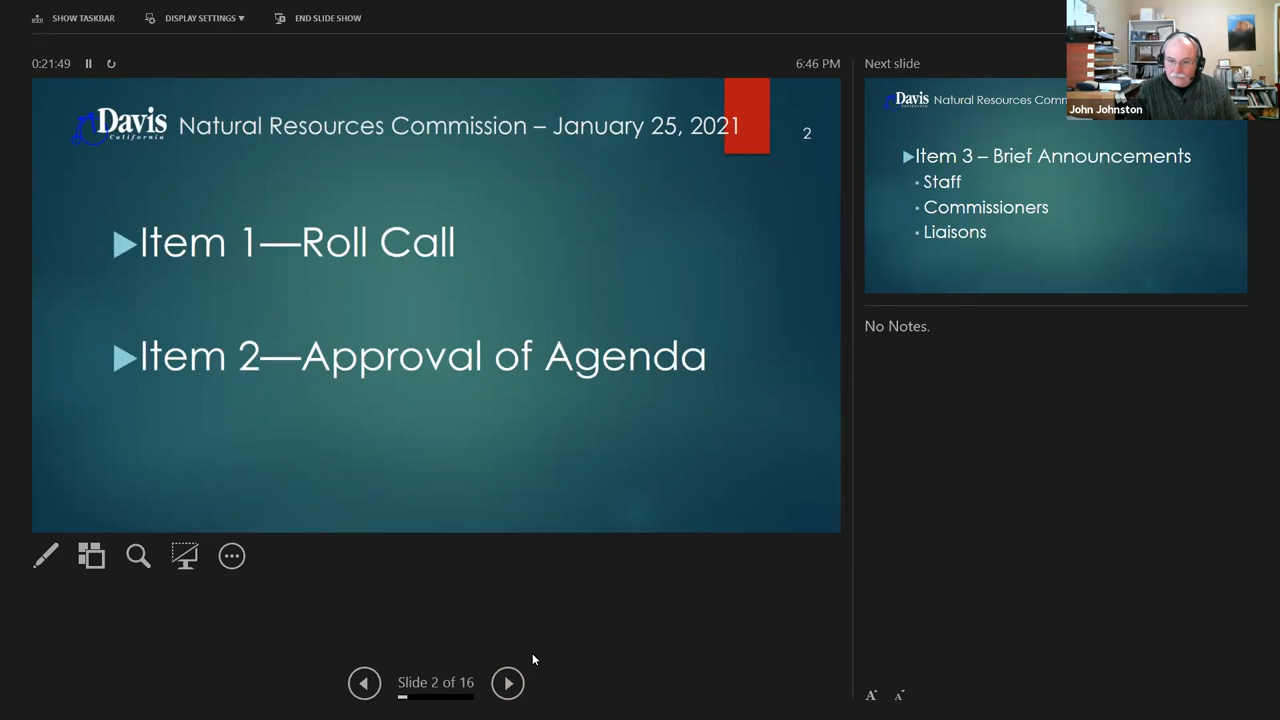 SHOW TASKBAR
DISPLAY SETTINGS ▼
END SLIDE SHOW
0:21:49
6:46 PM
Davis
California
Natural Resources Commission – January 25, 2021
2
Item 1—Roll Call
Item 2—Approval of Agenda
Slide 2 of 16
Next slide
Davis
California
Natural Resources Comm
John Johnston
Item 3 – Brief Announcements
Staff
Commissioners
Liaisons
No Notes.
A A